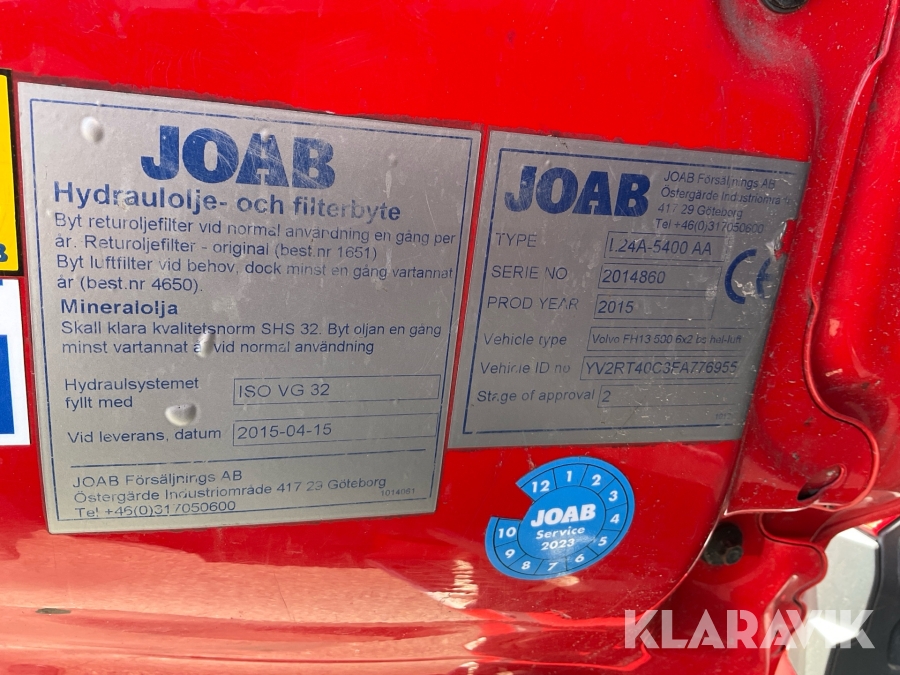 JOAB
Hydraulolje- och filterbyte
Byt returoljefilter vid normal användning en gång per
år. Returoljefilter - original (best.nr 1651)
Byt luftfilter vid behov, dock minst en gång vartannat
år (best.nr 4650).
Mineralolja
Skall klara kvalitetsnorm SHS 32. Byt oljan en gång
minst vartannat år vid normal användning
Hydraulsystemet
fyllt med
ISO VG 32
Vid leverans, datum
2015-04-15
JOAB Försäljnings AB
Östergärde Industriområde 417 29 Göteborg
Tel +46(0)317050600
1014061
JOAB
JOAB Försäljnings AB
Östergärde Industriområde
417 29 Göteborg
Tel +46(0)317050600
TYPE L24A-5400 AA
SERIE NO 2014860
PROD YEAR 2015
CE
Vehicle type Volvo FH13 500 6x2 bs hel-luft
Vehicle ID no YV2RT40C3FA776955
Stage of approval 2
12 1 2 3 4 5 6 7 8 9 10
JOAB
Service
2023
B
KLARAVIK